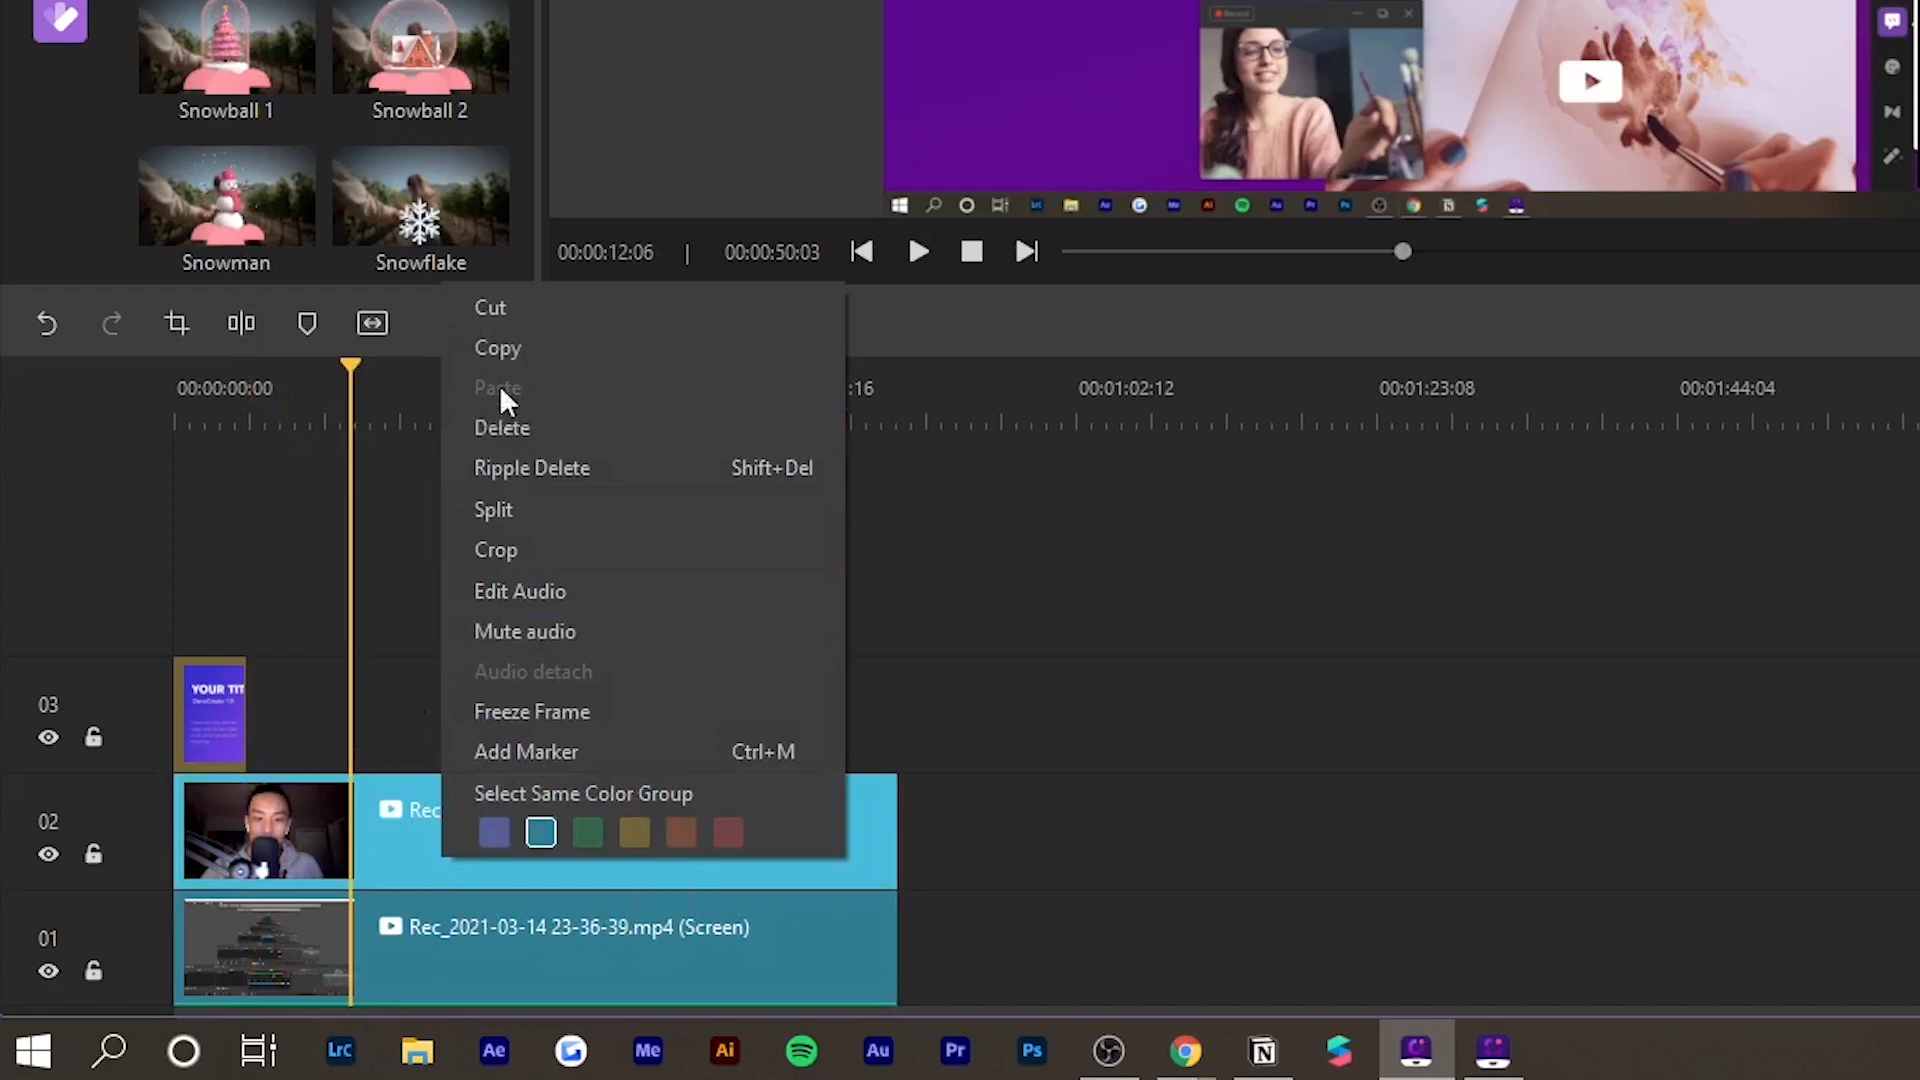 Record
Snowball 1
Snowball 2
Snowman
Snowflake
00:00:12:06 | 00:00:50:03
Cut
Copy
Paste
Delete
Ripple Delete Shift+Del
Split
Crop
Edit Audio
Mute audio
Audio detach
Freeze Frame
Add Marker Ctrl+M
Select Same Color Group
00:00:00:00
:16
00:01:02:12
00:01:23:08
00:01:44:04
03
YOUR TIT
02
Rec
01
Rec_2021-03-14 23-36-39.mp4 (Screen)
LrC
Ae
Me
Ai
Au
Pr
Ps